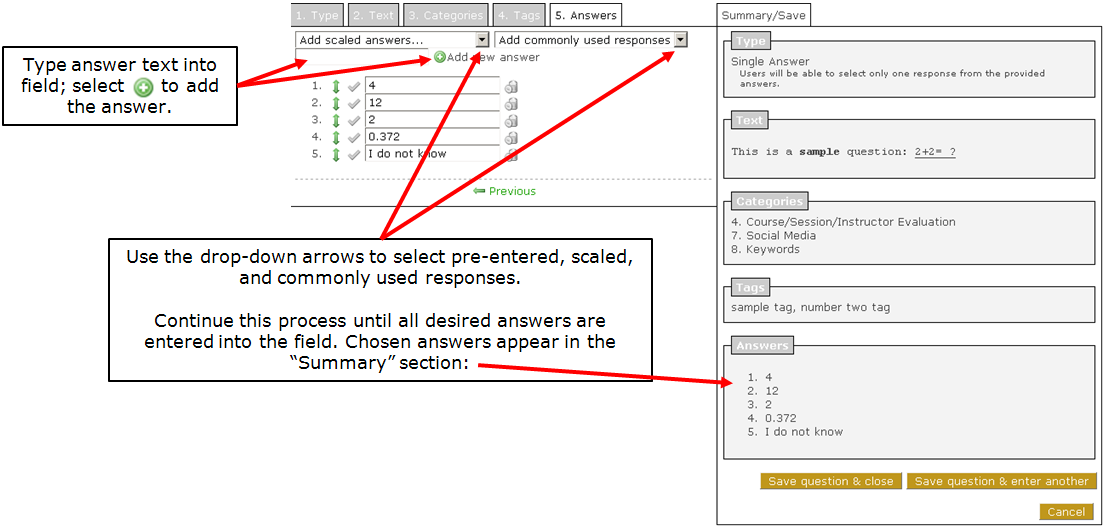 1. Type
2. Text
3. Categories
4. Tags
5. Answers
Summary/Save
Add scaled answers...
Add commonly used responses
Add new answer
Type answer text into
field; select to add
the answer.
1. 4
2. 12
3. 2
4. 0.372
5. I do not know
Previous
Use the drop-down arrows to select pre-entered, scaled,
and commonly used responses.
Continue this process until all desired answers are
entered into the field. Chosen answers appear in the
“Summary” section:
Type
Single Answer
Users will be able to select only one response from the provided
answers.
Text
This is a sample question: 2+2= ?
Categories
4. Course/Session/Instructor Evaluation
7. Social Media
8. Keywords
Tags
sample tag, number two tag
Answers
1. 4
2. 12
3. 2
4. 0.372
5. I do not know
Save question & close
Save question & enter another
Cancel